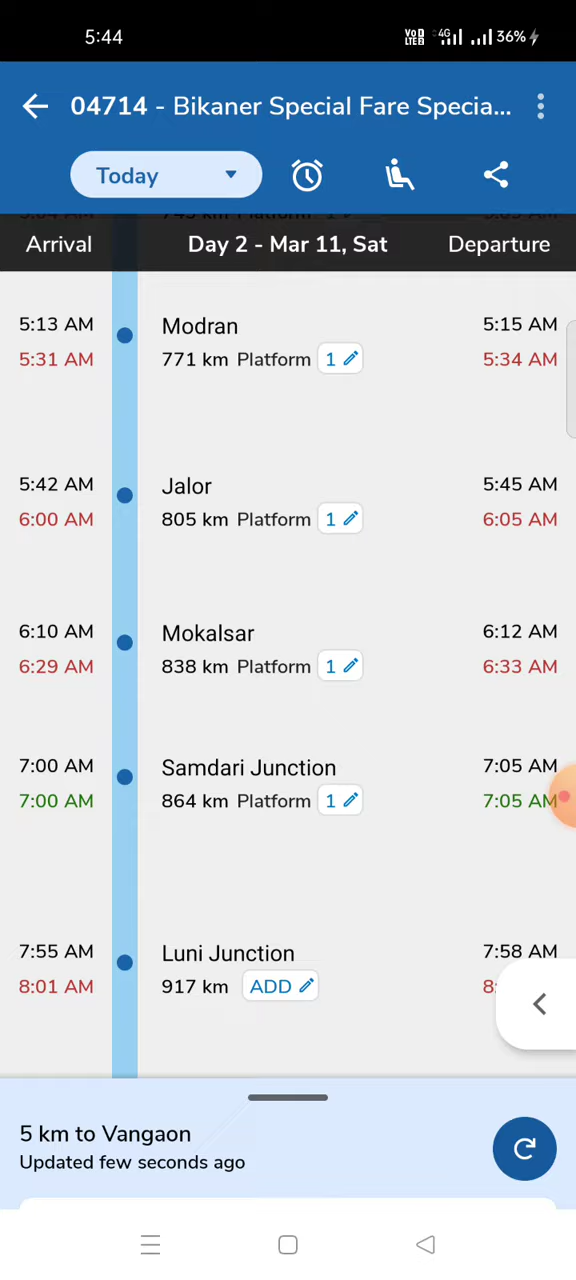 5:44 VoD LTE2 4G 36%
04714 - Bikaner Special Fare Specia...
Today
Arrival Day 2 - Mar 11, Sat Departure
5:13 AM Modran 5:15 AM
5:31 AM 771 km Platform 1 5:34 AM
5:42 AM Jalor 5:45 AM
6:00 AM 805 km Platform 1 6:05 AM
6:10 AM Mokalsar 6:12 AM
6:29 AM 838 km Platform 1 6:33 AM
7:00 AM Samdari Junction 7:05 AM
7:00 AM 864 km Platform 1 7:05 AM
7:55 AM Luni Junction 7:58 AM
8:01 AM 917 km ADD
5 km to Vangaon
Updated few seconds ago